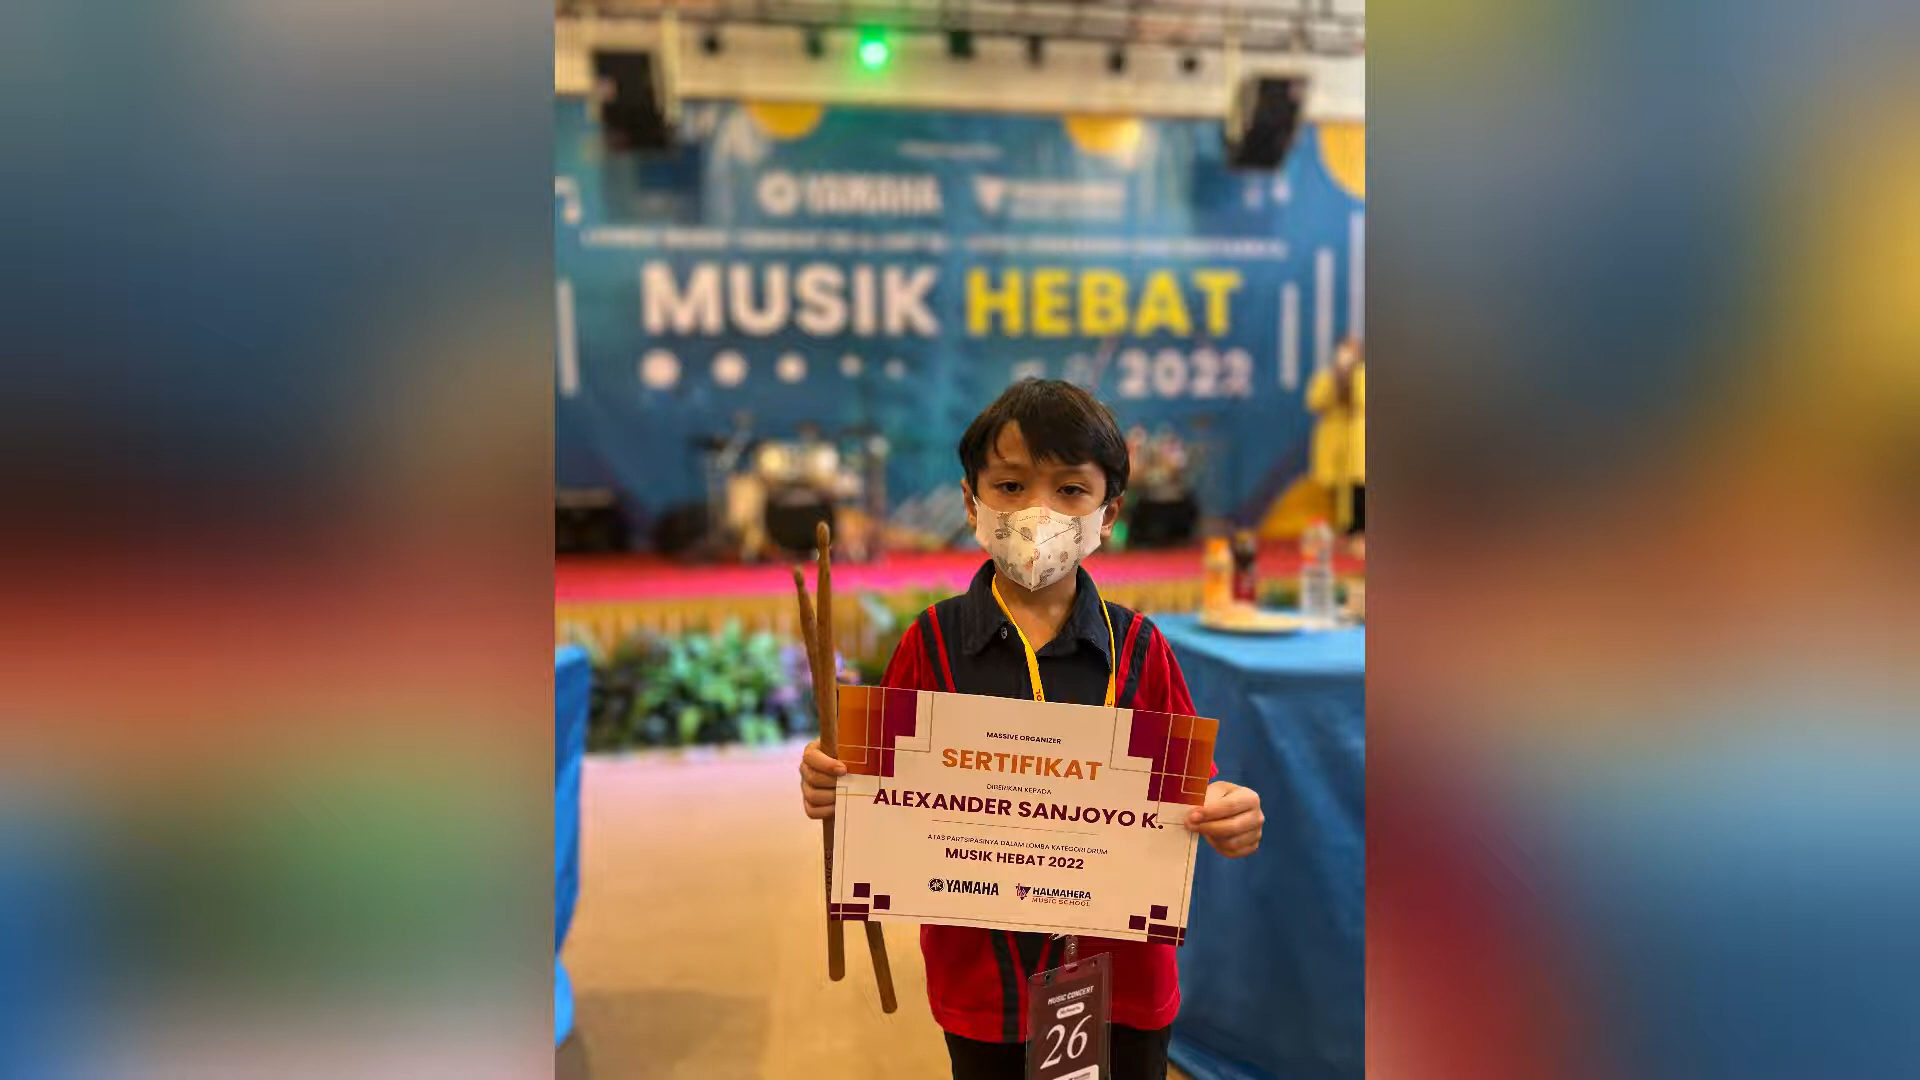 YAMAHA
MUSIK HEBAT
2022
MASSIVE ORGANIZER
SERTIFIKAT
DIBERIKAN KEPADA
ALEXANDER SANJOYO K.
ATAS PARTSIPASINYA DALAM LOMBA KATEGORI DRUM
MUSIK HEBAT 2022
YAMAHA HALMAHERA
MUSIC SCHOOL
MUSIC CONCERT
26